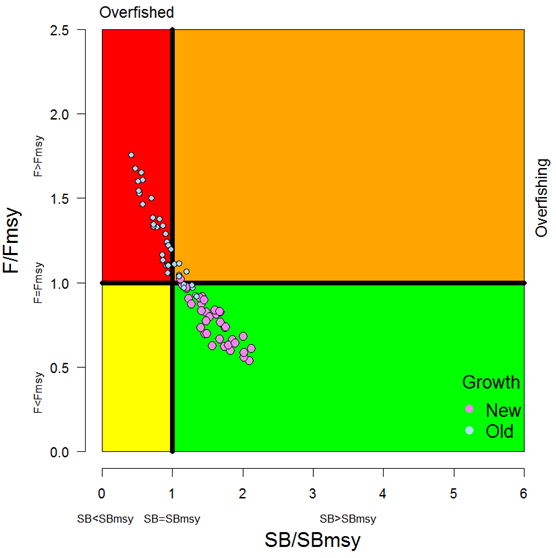 Overfished
2.5
2.0
1.5
1.0
0.5
0.0
F/Fmsy
F>Fmsy
F=Fmsy
F<Fmsy
Overfishing
Growth
New
Old
0 1 2 3 4 5 6
SB<SBmsy SB=SBmsy SB>SBmsy
SB/SBmsy